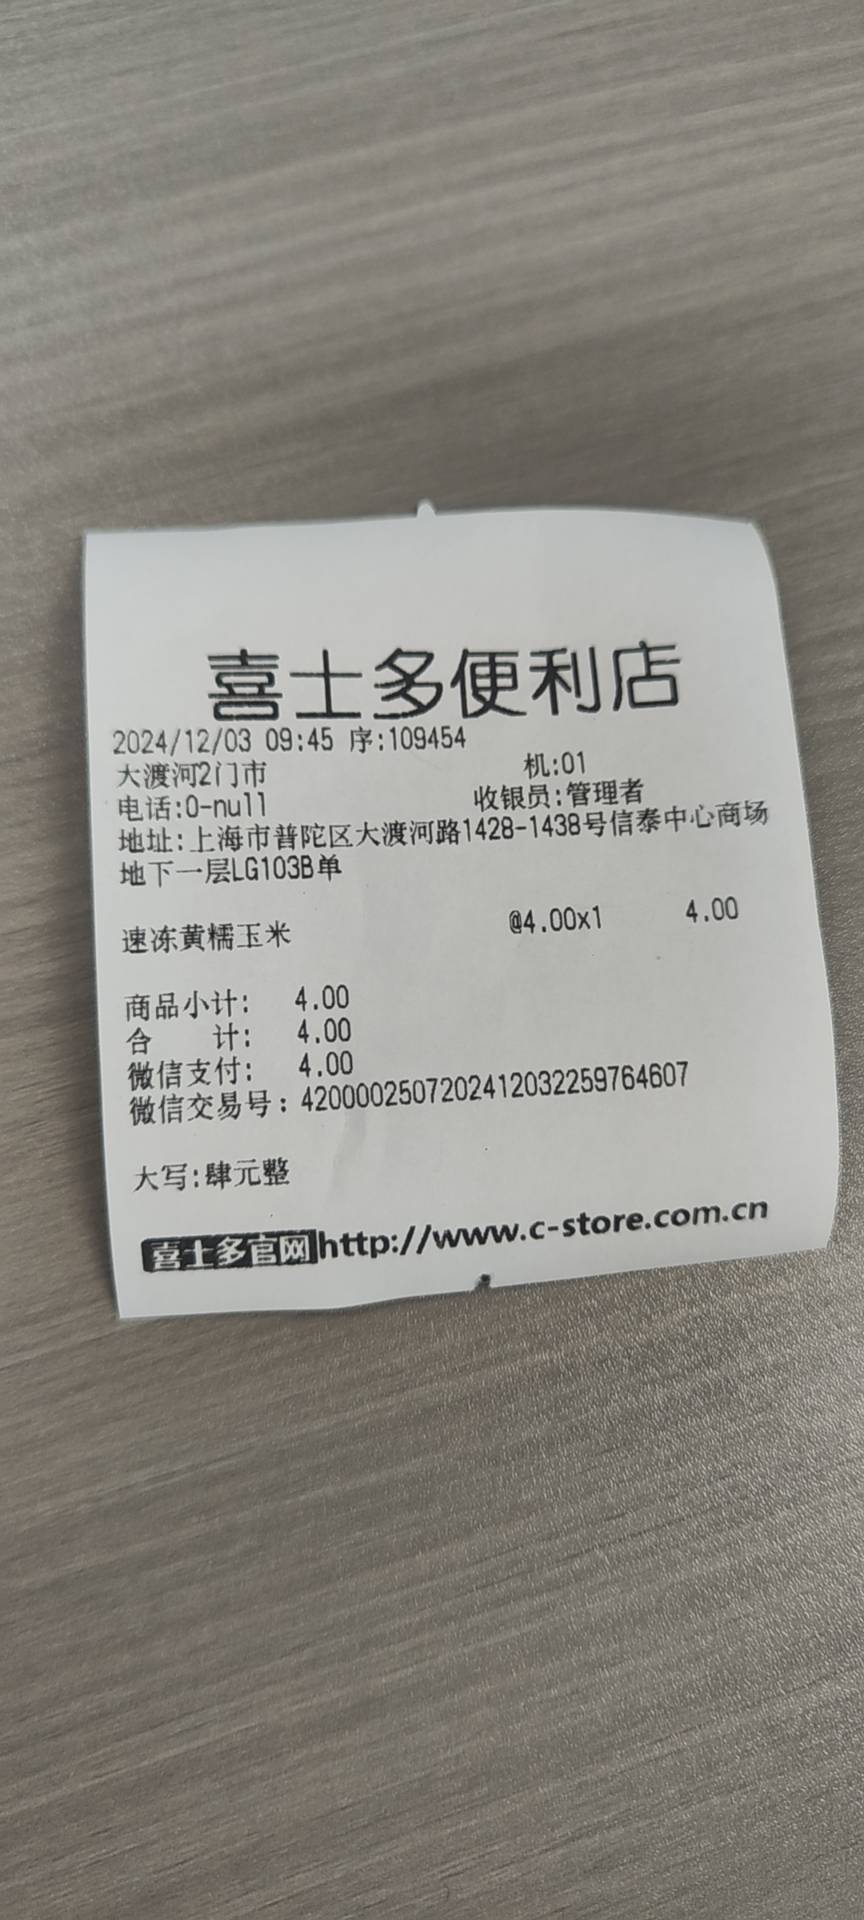 喜士多便利店
2024/12/03 09:45 序:109454
大渡河2门市 机:01
电话:0-null 收银员:管理者
地址:上海市普陀区大渡河路1428-1438号信泰中心商场
地下一层LG103B单
速冻黄糯玉米 @4.00x1 4.00
商品小计: 4.00
合 计: 4.00
微信支付: 4.00
微信交易号:4200002507202412032259764607
大写:肆元整
喜士多官网http://www.c-store.com.cn